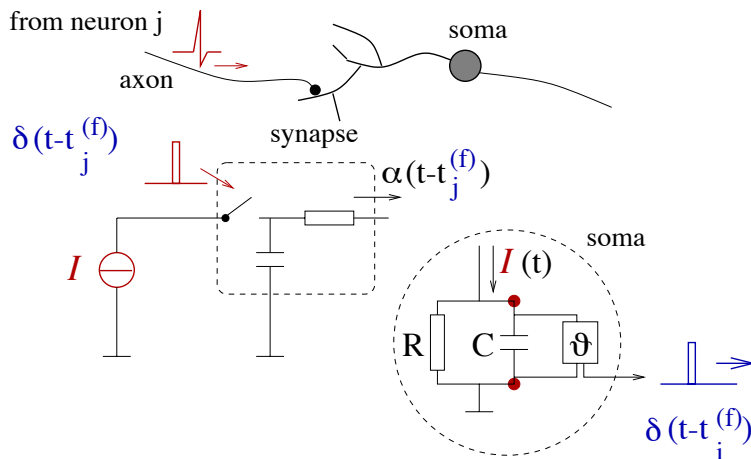 from neuron j
soma
axon
synapse
δ(t-t_j^(f))
α(t-t_j^(f))
soma
I
I(t)
R
C
ϑ
δ(t-t_i^(f))